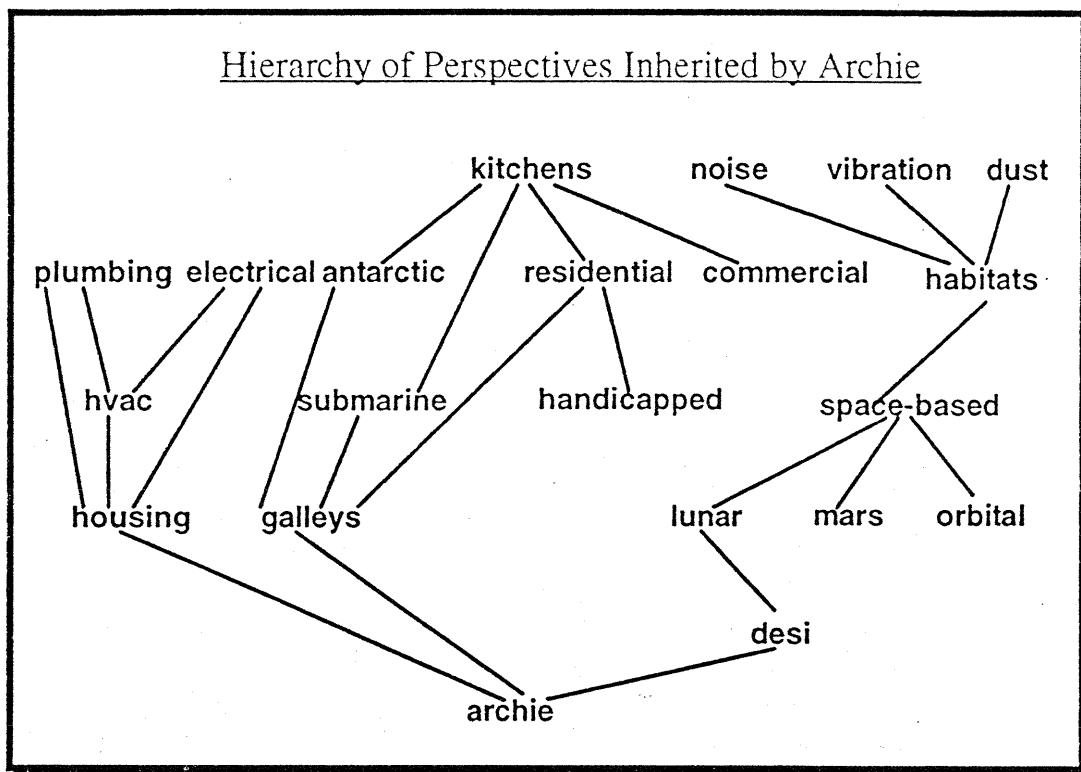 Hierarchy of Perspectives Inherited by Archie
kitchens noise vibration dust
plumbing electrical antarctic residential commercial habitats
hvac submarine handicapped space-based
housing galleys lunar mars orbital
desi
archie